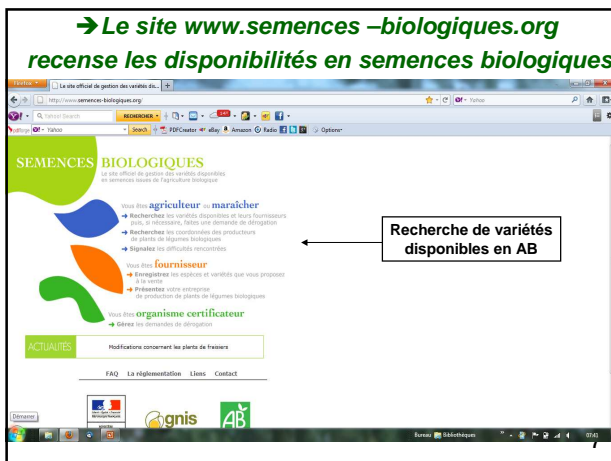 ➔Le site www.semences –biologiques.org
recense les disponibilités en semences biologiques
Firefox
Le site officiel de gestion des variétés dis...
http://www.semences-biologiques.org/
Yahoo
Yahoo! Search
RECHERCHER
Yahoo
Search
PDFCreator
eBay
Amazon
Radio
Options
SEMENCES BIOLOGIQUES
Le site officiel de gestion des variétés disponibles
en semences issues de l'agriculture biologique
Vous êtes agriculteur ou maraîcher
➔ Recherchez les variétés disponibles et leurs fournisseurs
puis, si nécessaire, faites une demande de dérogation
➔ Recherchez les coordonnées des producteurs
de plants de légumes biologiques
➔ Signalez les difficultés rencontrées
Recherche de variétés
disponibles en AB
Vous êtes fournisseur
➔ Enregistrez les espèces et variétés que vous proposez
à la vente
➔ Présentez votre entreprise
de production de plants de légumes biologiques
Vous êtes organisme certificateur
➔ Gérez les demandes de dérogation
ACTUALITÉS
Modifications concernant les plants de fraisiers
FAQ La réglementation Liens Contact
gnis
AB
Démarrer
Bureau
Bibliothèques
07:41